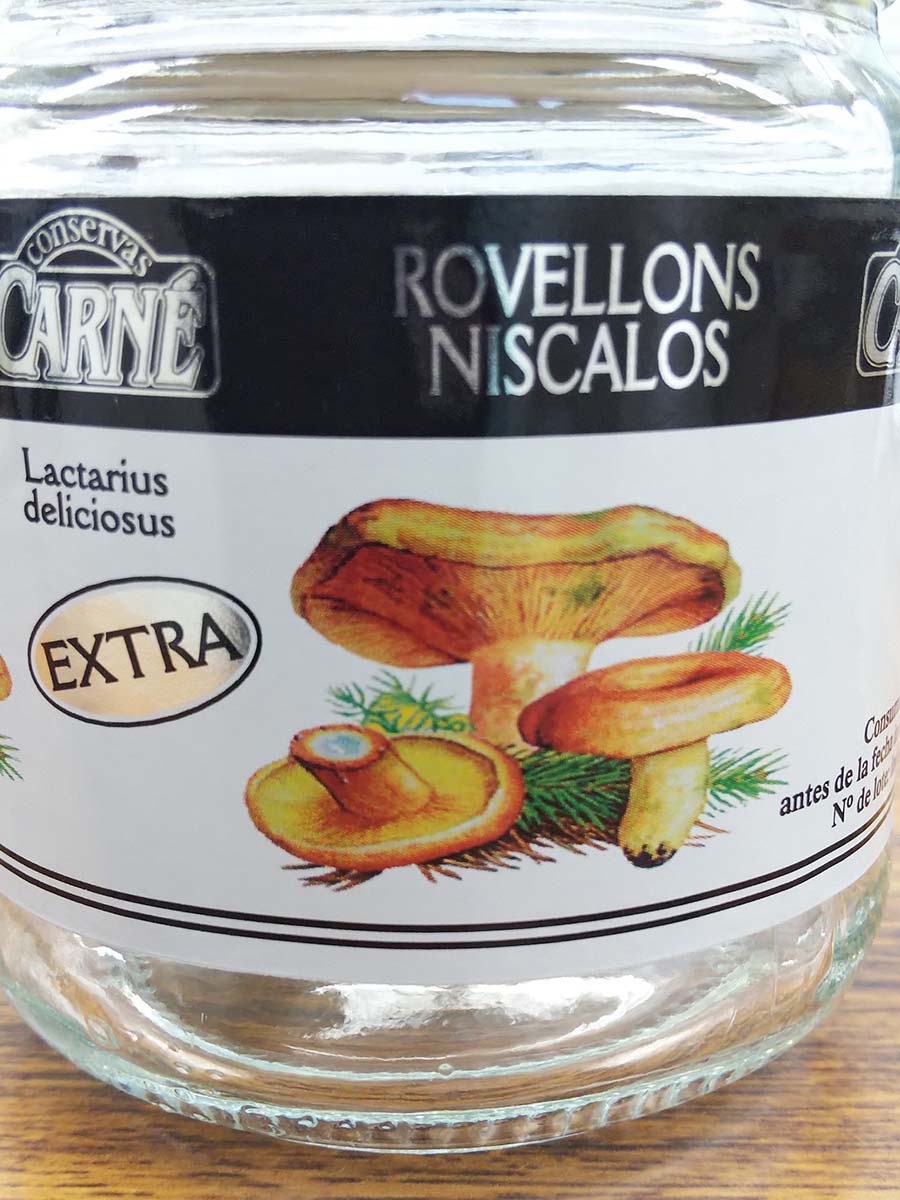 conservas
CARNÉ
ROVELLONS
NISCALOS
Lactarius
deliciosus
EXTRA
antes de la fecha
Nº de lote